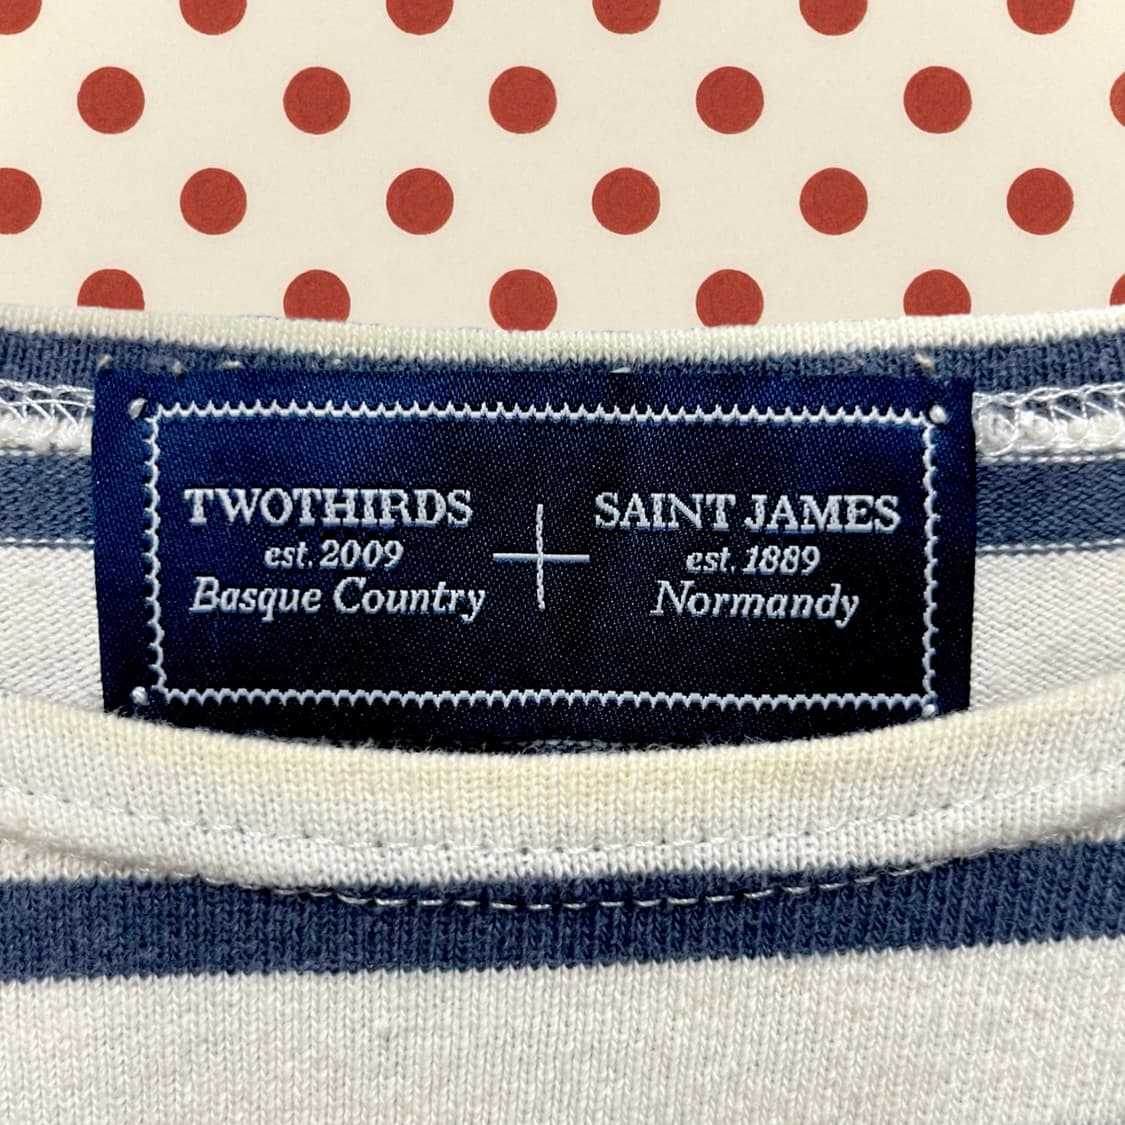 TWOTHIRDS
est. 2009
Basque Country
SAINT JAMES
est. 1889
Normandy